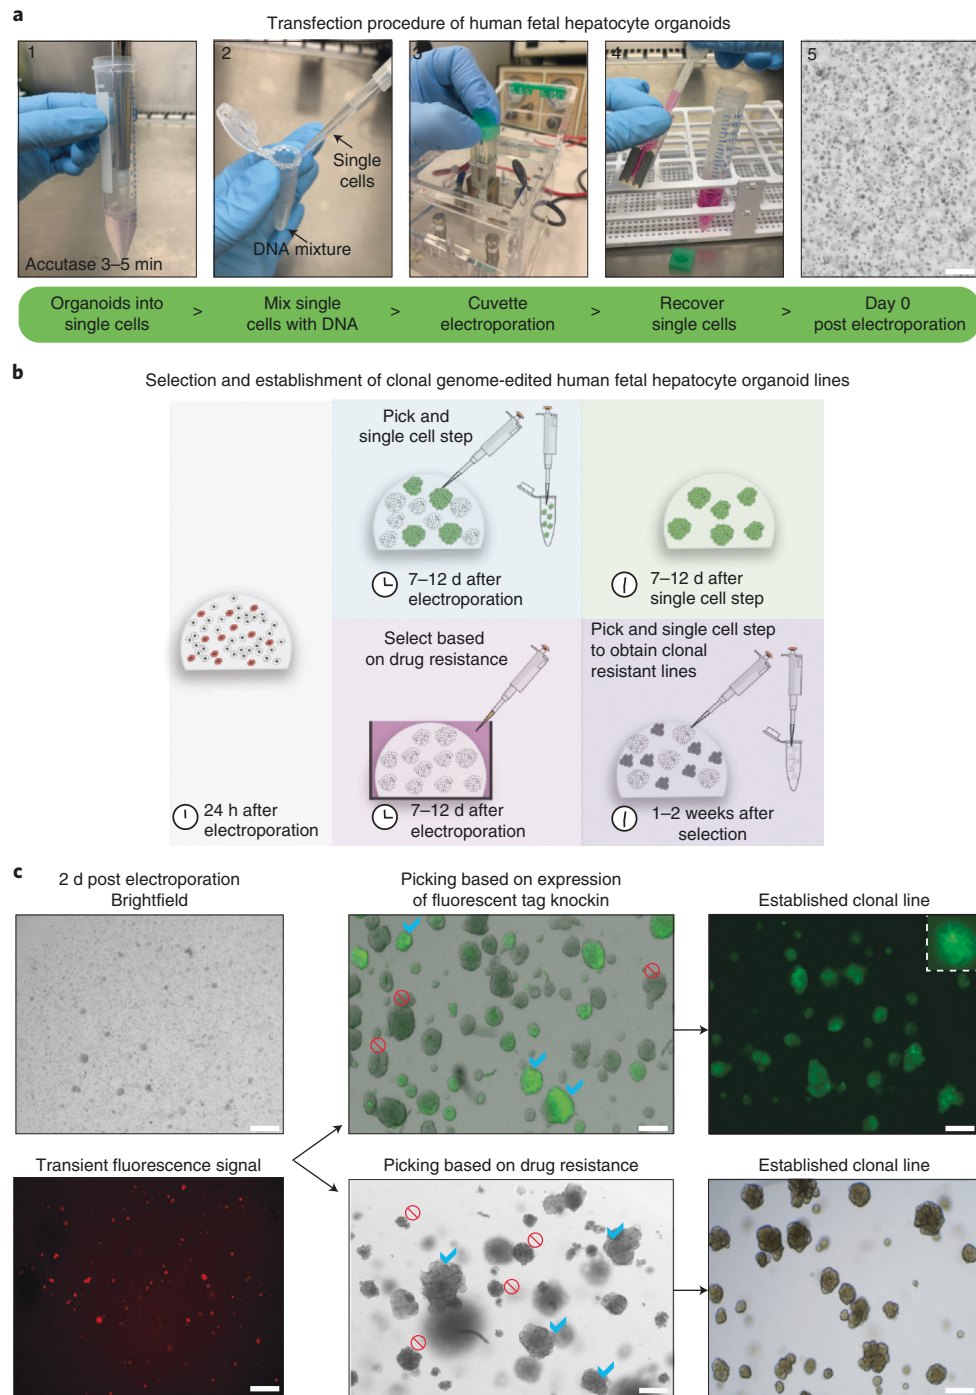 a
Transfection procedure of human fetal hepatocyte organoids
1
2
3
4
5
Single
cells
DNA mixture
Accutase 3–5 min
Organoids into
single cells
>
Mix single
cells with DNA
>
Cuvette
electroporation
>
Recover
single cells
>
Day 0
post electroporation
b
Selection and establishment of clonal genome-edited human fetal hepatocyte organoid lines
Pick and
single cell step
7–12 d after
electroporation
7–12 d after
single cell step
Select based
on drug resistance
Pick and single cell step
to obtain clonal
resistant lines
24 h after
electroporation
7–12 d after
electroporation
1–2 weeks after
selection
c
2 d post electroporation
Brightfield
Picking based on expression
of fluorescent tag knockin
Established clonal line
Transient fluorescence signal
Picking based on drug resistance
Established clonal line